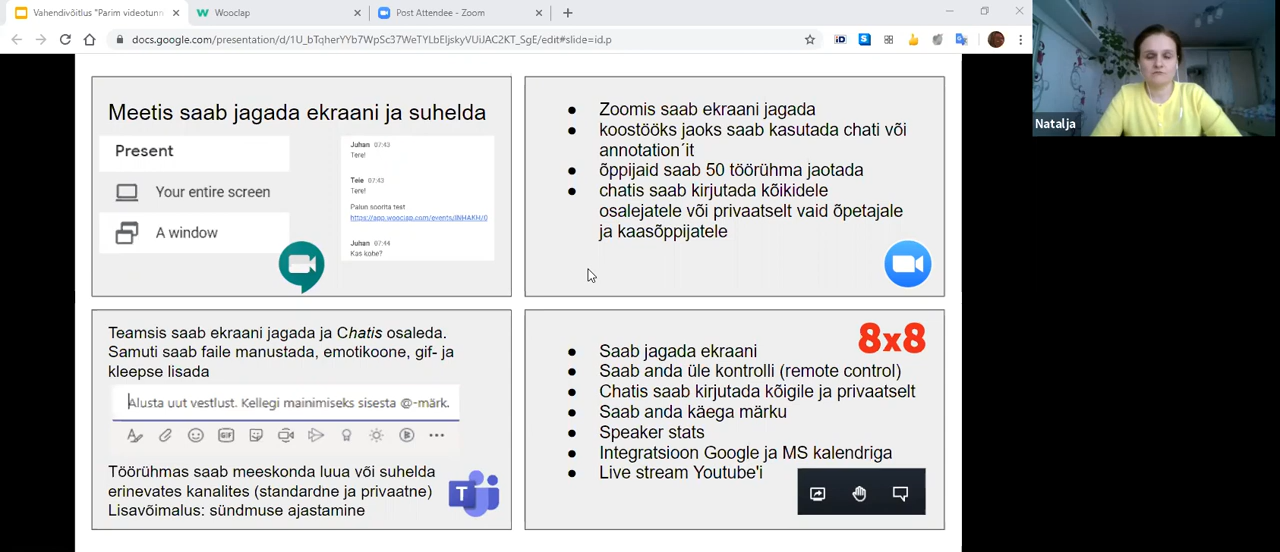 Vahendivõitlus "Parim videotunn
Wooclap
Post Attendee - Zoom
docs.google.com/presentation/d/1U_bTqherYYb7WpSc37WeTYLbEljskyVUiJAC2KT_SgE/edit#slide=id.p
Natalja
Meetis saab jagada ekraani ja suhelda
Present
Your entire screen
A window
Juhan 07:43
Tere!
Teie 07:43
Tere!
Palun soorita test
Juhan 07:44
Kas kohe?
Zoomis saab ekraani jagada
koostööks jaoks saab kasutada chati või
annotation´it
õppijaid saab 50 töörühma jaotada
chatis saab kirjutada kõikidele
osalejatele või privaatselt vaid õpetajale
ja kaasõppijatele
Teamsis saab ekraani jagada ja Chatis osaleda.
Samuti saab faile manustada, emotikoone, gif- ja
kleepse lisada
Alusta uut vestlust. Kellegi mainimiseks sisesta @-märk.
GIF
Töörühmas saab meeskonda luua või suhelda
erinevates kanalites (standardne ja privaatne)
Lisavõimalus: sündmuse ajastamine
T
8x8
Saab jagada ekraani
Saab anda üle kontrolli (remote control)
Chatis saab kirjutada kõigile ja privaatselt
Saab anda käega märku
Speaker stats
Integratsioon Google ja MS kalendriga
Live stream Youtube'i